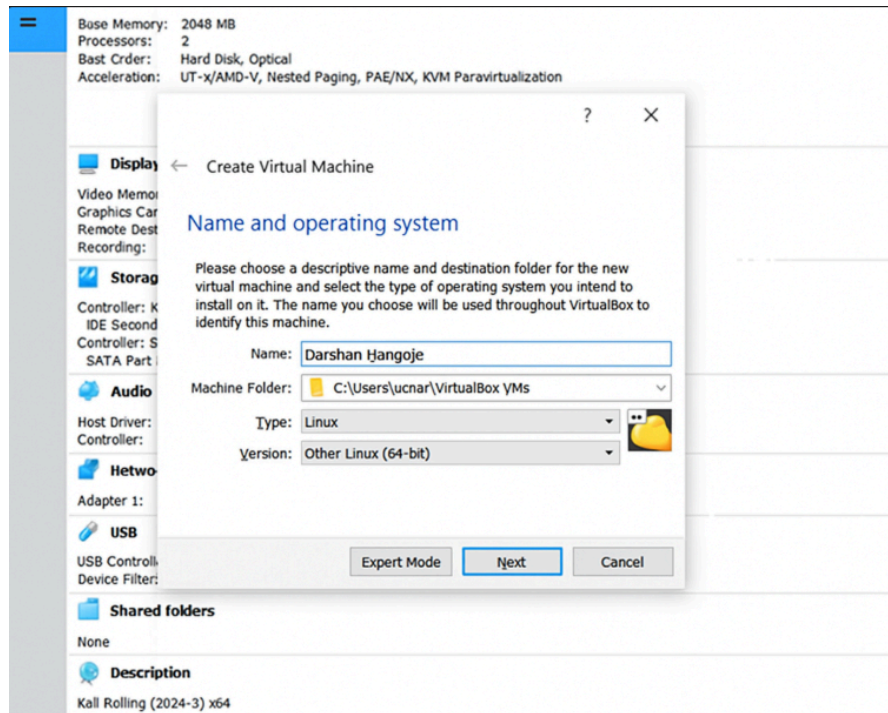 Base Memory: 2048 MB
Processors: 2
Bast Crder: Hard Disk, Optical
Acceleration: UT-x/AMD-V, Nested Paging, PAE/NX, KVM Paravirtualization
?
Display
← Create Virtual Machine
Video Memo
Graphics Car
Remote Dest
Recording:
Name and operating system
Storag
Please choose a descriptive name and destination folder for the new
virtual machine and select the type of operating system you intend to
install on it. The name you choose will be used throughout VirtualBox to
identify this machine.
Controller: K
IDE Second
Controller: S
SATA Part
Name: Darshan Hangoje
Machine Folder: C:\Users\ucnar\VirtualBox VMs
Audio
Host Driver:
Controller:
Type: Linux
Version: Other Linux (64-bit)
Hetwo
Adapter 1:
USB
USB Controll
Device Filter:
Expert Mode Next Cancel
Shared folders
None
Description
Kall Rolling (2024-3) x64